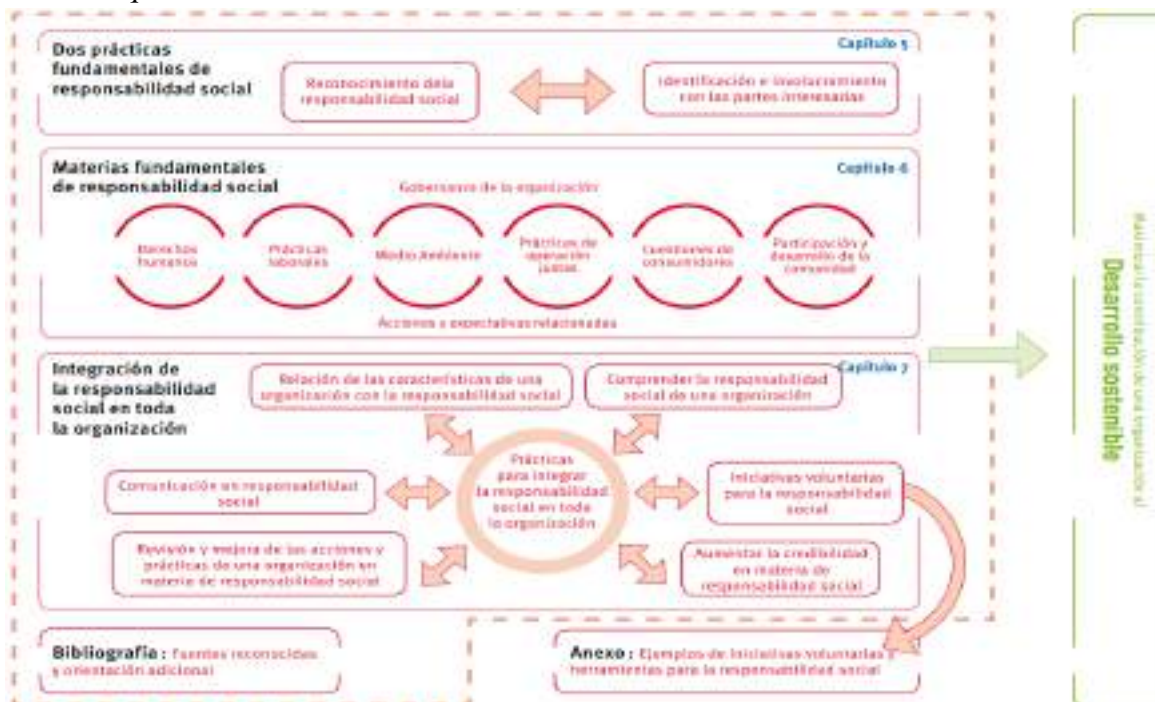 Dos prácticas
fundamentales de
responsabilidad social
Capítulo 5
Reconocimiento dela
responsabilidad social
Identificación e involucramiento
con las partes interesadas
Materias fundamentales
de responsabilidad social
Capítulo 6
Gobernanza de la organización
Derechos
humanos
Prácticas
laborales
Medio Ambiente
Prácticas de
operación
justas
Cuestiones de
consumidores
Participación y
desarrollo de la
comunidad
Acciones y expectativas relacionadas
Integración de
la responsabilidad
social en toda
la organización
Capítulo 7
Relación de las características de una
organización con la responsabilidad social
Comprender la responsabilidad
social de una organización
Prácticas
para integrar
la responsabilidad
social en toda
la organización
Comunicación en responsabilidad
social
Iniciativas voluntarias
para la responsabilidad
social
Revisión y mejora de las acciones y
prácticas de una organización en
materia de responsabilidad social
Aumentar la credibilidad
en materia de
responsabilidad social
Bibliografía : Fuentes reconocidas
y orientación adicional
Anexo : Ejemplos de iniciativas voluntarias y
herramientas para la responsabilidad social
Maximizar la contribución de una organización al
Desarrollo sostenible